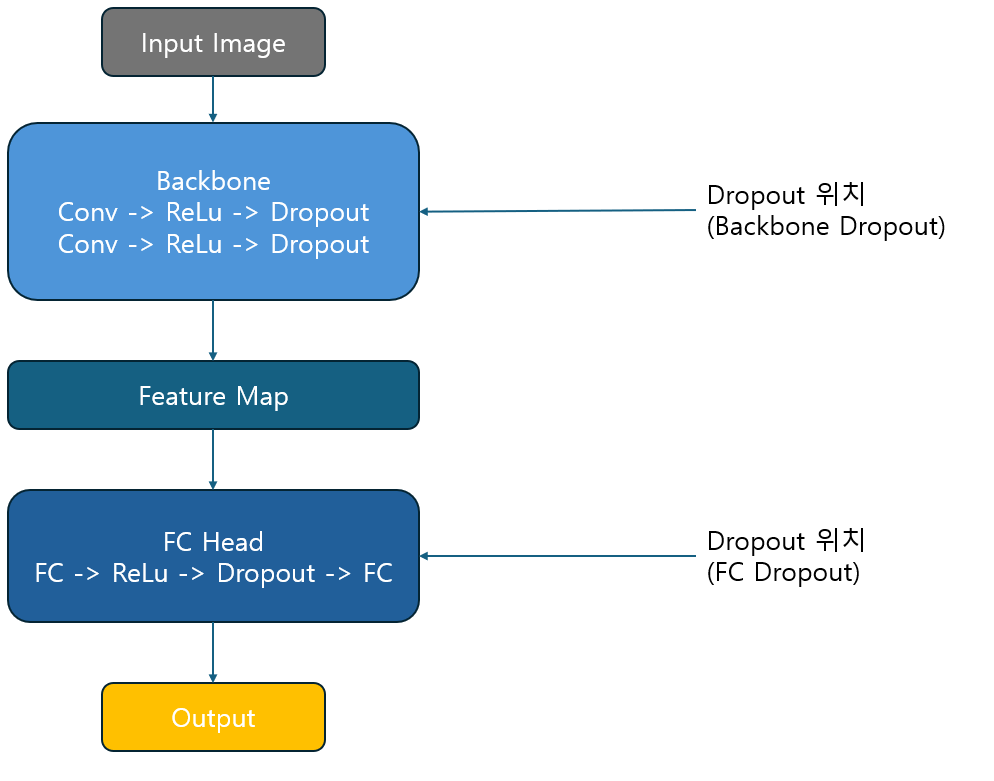 Input Image
Backbone
Conv -> ReLu -> Dropout
Conv -> ReLu -> Dropout
Dropout 위치
(Backbone Dropout)
Feature Map
FC Head
FC -> ReLu -> Dropout -> FC
Dropout 위치
(FC Dropout)
Output